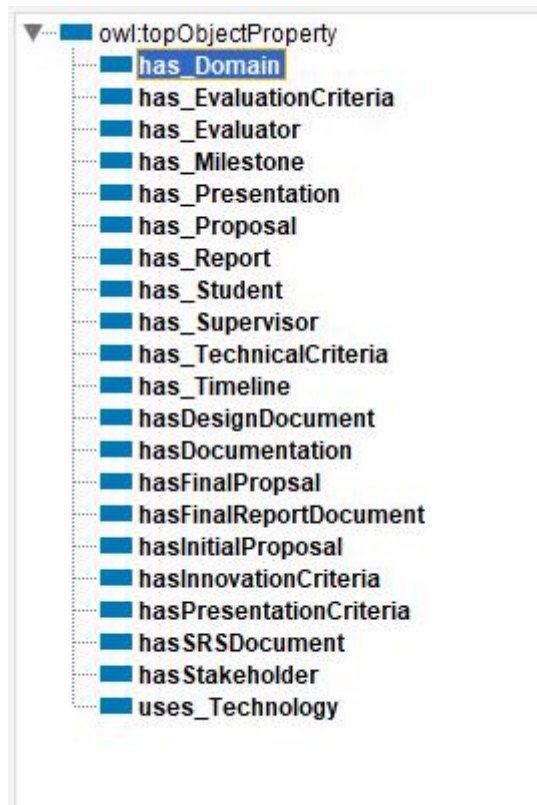 owl:topObjectProperty
has_Domain
has_EvaluationCriteria
has_Evaluator
has_Milestone
has_Presentation
has_Proposal
has_Report
has_Student
has_Supervisor
has_TechnicalCriteria
has_Timeline
hasDesignDocument
hasDocumentation
hasFinalPropsal
hasFinalReportDocument
hasInitialProposal
hasInnovationCriteria
hasPresentationCriteria
hasSRSDocument
hasStakeholder
uses_Technology